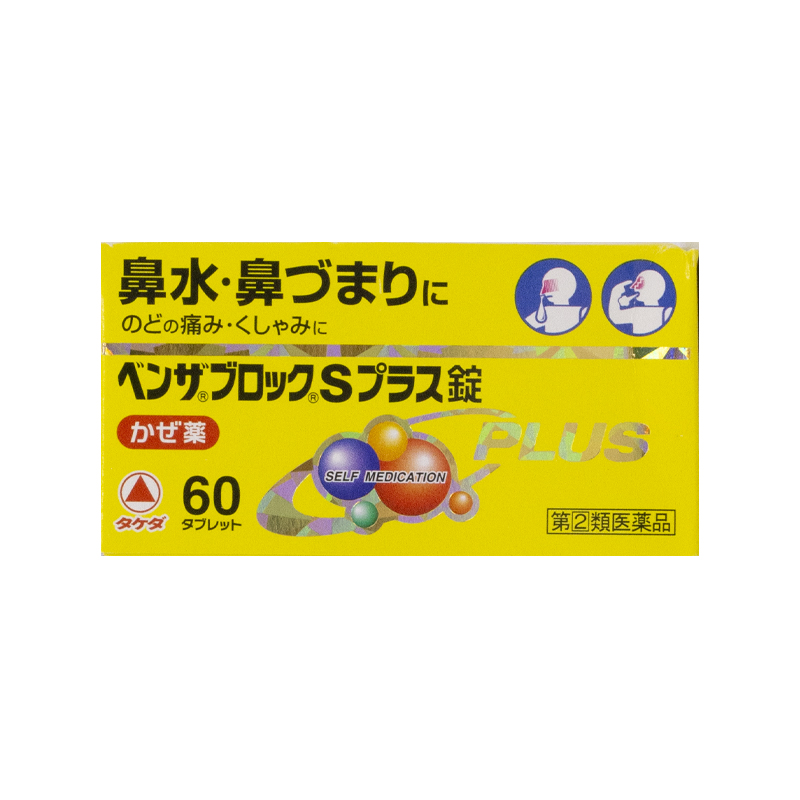 鼻水・鼻づまりに
のどの痛み・くしゃみに
ベンザ®ブロック®Sプラス錠
かぜ薬
PLUS
SELF MEDICATION
タケダ
60
タブレット
第②類医薬品